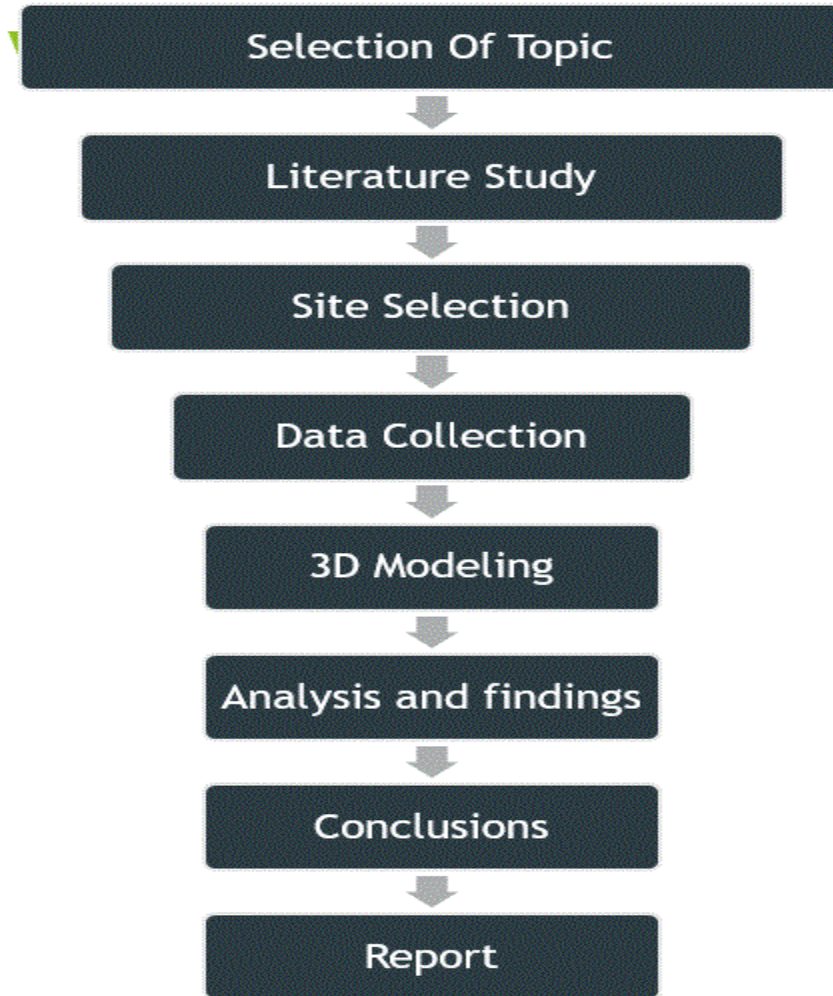 Selection Of Topic
Literature Study
Site Selection
Data Collection
3D Modeling
Analysis and findings
Conclusions
Report